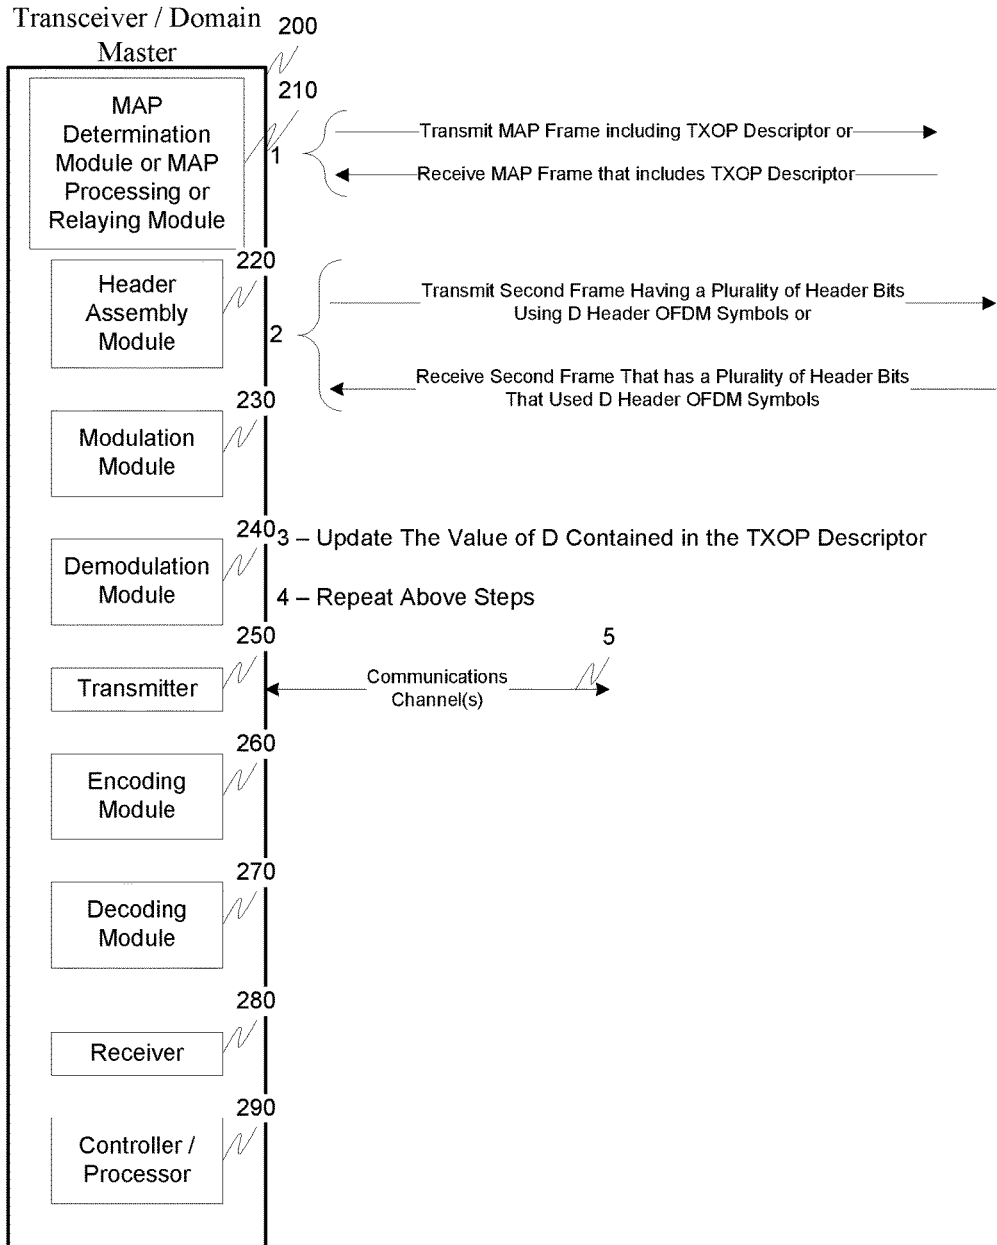 Transceiver / Domain
Master
200
210
MAP
Determination
Module or MAP
Processing or
Relaying Module
1
Transmit MAP Frame including TXOP Descriptor or
Receive MAP Frame that includes TXOP Descriptor
220
Header
Assembly
Module
2
Transmit Second Frame Having a Plurality of Header Bits
Using D Header OFDM Symbols or
Receive Second Frame That has a Plurality of Header Bits
That Used D Header OFDM Symbols
230
Modulation
Module
240
3 – Update The Value of D Contained in the TXOP Descriptor
Demodulation
Module
4 – Repeat Above Steps
250
Transmitter
5
Communications
Channel(s)
260
Encoding
Module
270
Decoding
Module
280
Receiver
290
Controller /
Processor